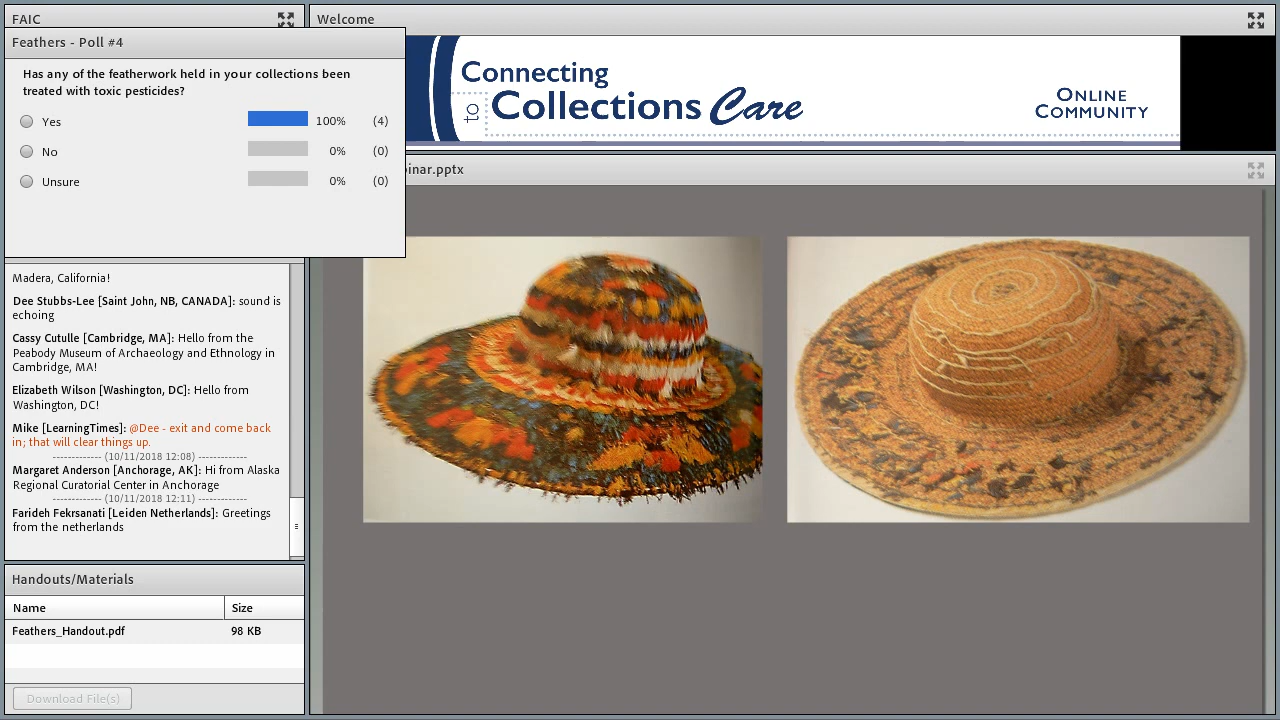 FAIC
Feathers - Poll #4
Has any of the featherwork held in your collections been
treated with toxic pesticides?
Yes 100% (4)
No 0% (0)
Unsure 0% (0)
Madera, California!
Dee Stubbs-Lee [Saint John, NB, CANADA]: sound is
echoing
Cassy Cutulle [Cambridge, MA]: Hello from the
Peabody Museum of Archaeology and Ethnology in
Cambridge, MA!
Elizabeth Wilson [Washington, DC]: Hello from
Washington, DC!
Mike [LearningTimes]: @Dee - exit and come back
in; that will clear things up.
------------- (10/11/2018 12:08) -------------
Margaret Anderson [Anchorage, AK]: Hi from Alaska
Regional Curatorial Center in Anchorage
------------- (10/11/2018 12:11) -------------
Farideh Fekrsanati [Leiden Netherlands]: Greetings
from the netherlands
Handouts/Materials
Name Size
Feathers_Handout.pdf 98 KB
Download File(s)
Welcome
Connecting
to Collections Care
ONLINE
COMMUNITY
inar.pptx